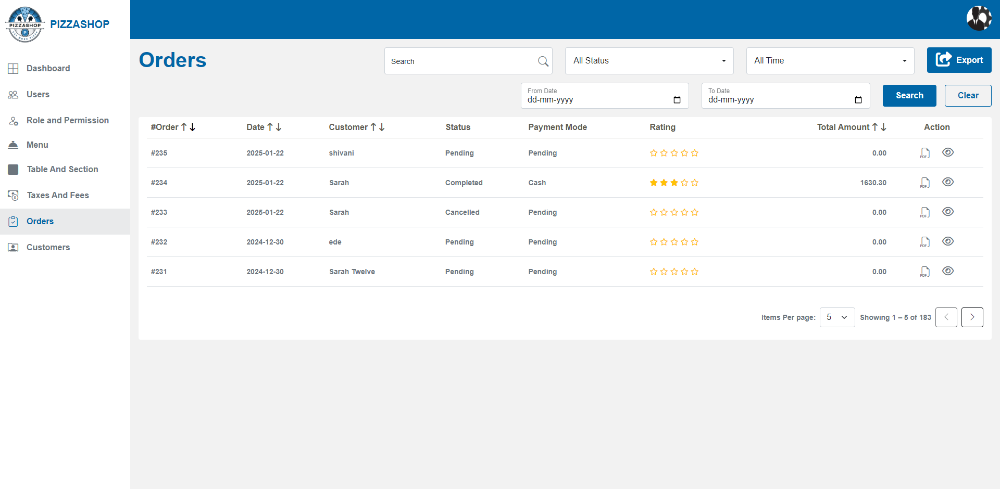 PIZZASHOP
EAT MORE PIZZA
PIZZASHOP
Dashboard
Users
Role and Permission
Menu
Table And Section
Taxes And Fees
Orders
Customers
Orders
Search
All Status
All Time
Export
From Date
dd-mm-yyyy
To Date
dd-mm-yyyy
Search
Clear
#Order Date Customer Status Payment Mode Rating Total Amount Action
#235 2025-01-22 shivani Pending Pending 0.00 PDF
#234 2025-01-22 Sarah Completed Cash 1630.30 PDF
#233 2025-01-22 Sarah Cancelled Pending 0.00 PDF
#232 2024-12-30 ede Pending Pending 0.00 PDF
#231 2024-12-30 Sarah Twelve Pending Pending 0.00 PDF
Items Per page: 5 Showing 1 – 5 of 183